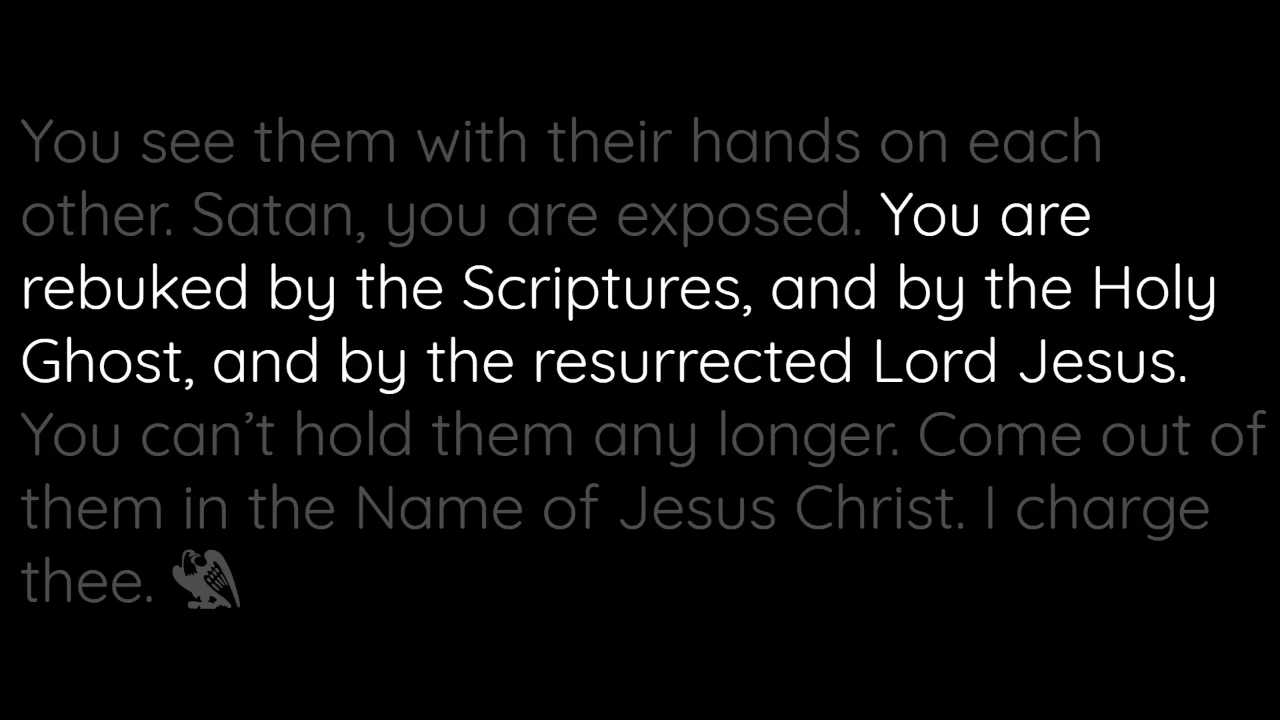 You see them with their hands on each
other. Satan, you are exposed. You are
rebuked by the Scriptures, and by the Holy
Ghost, and by the resurrected Lord Jesus.
You can’t hold them any longer. Come out of
them in the Name of Jesus Christ. I charge
thee.